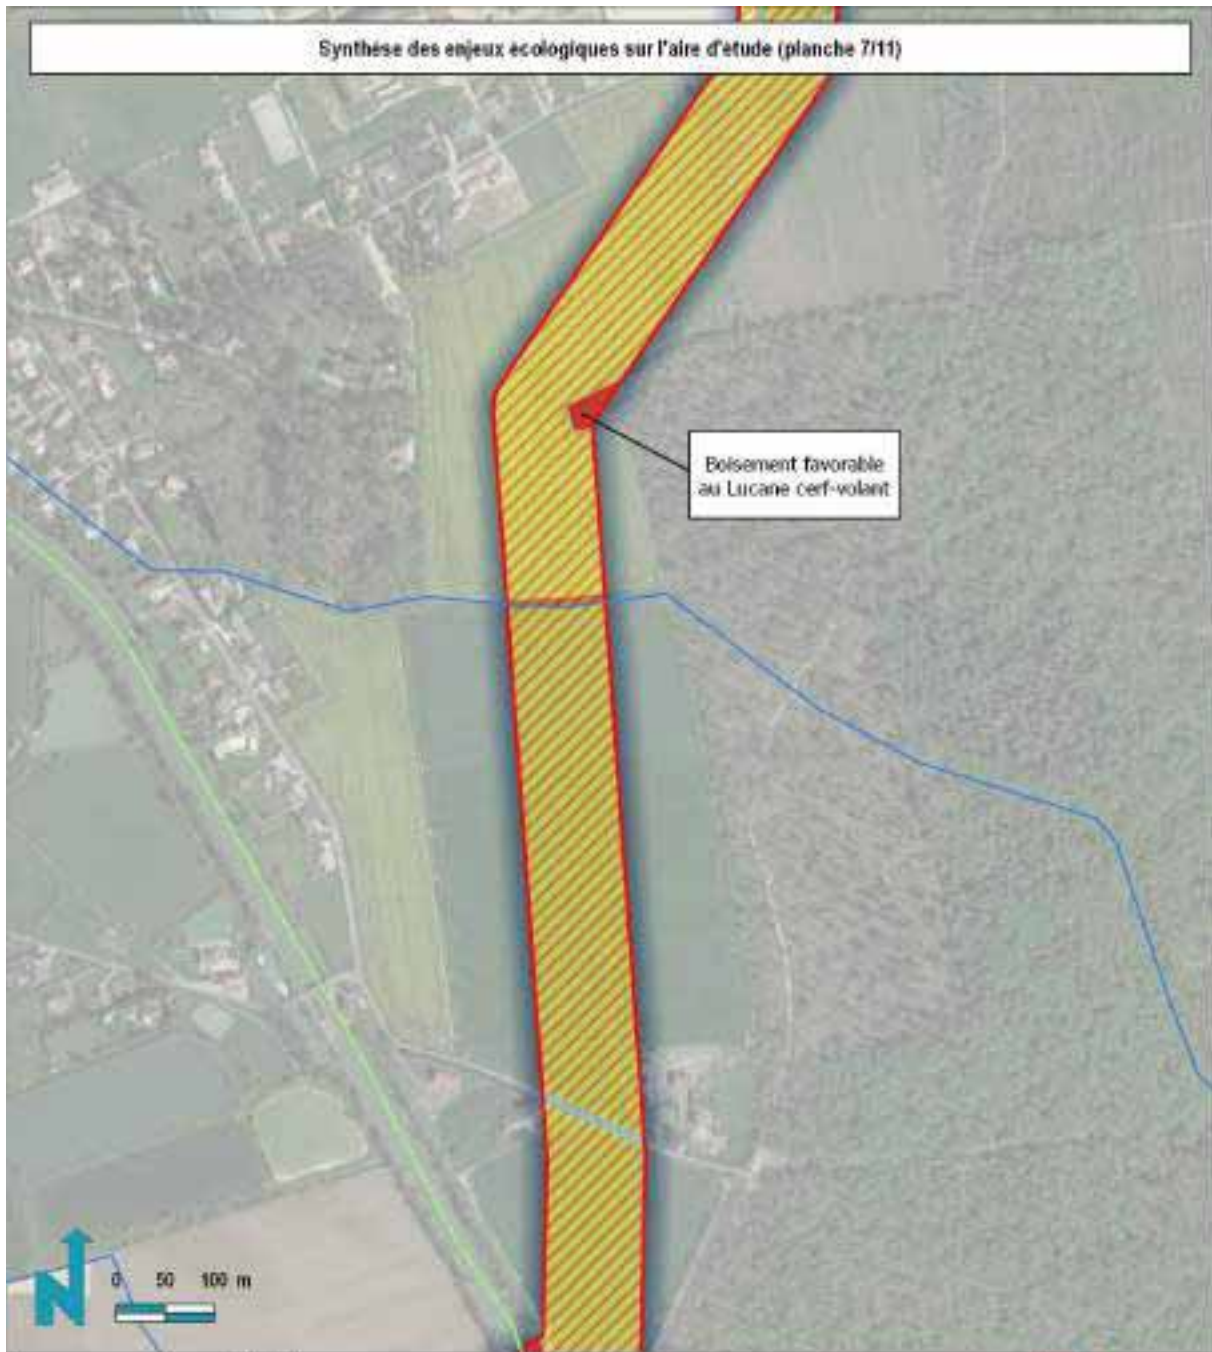 Synthèse des enjeux écologiques sur l'aire d'étude (planche 7/11)
Boisement favorable
au Lucane cerf-volant
N
0 50 100 m